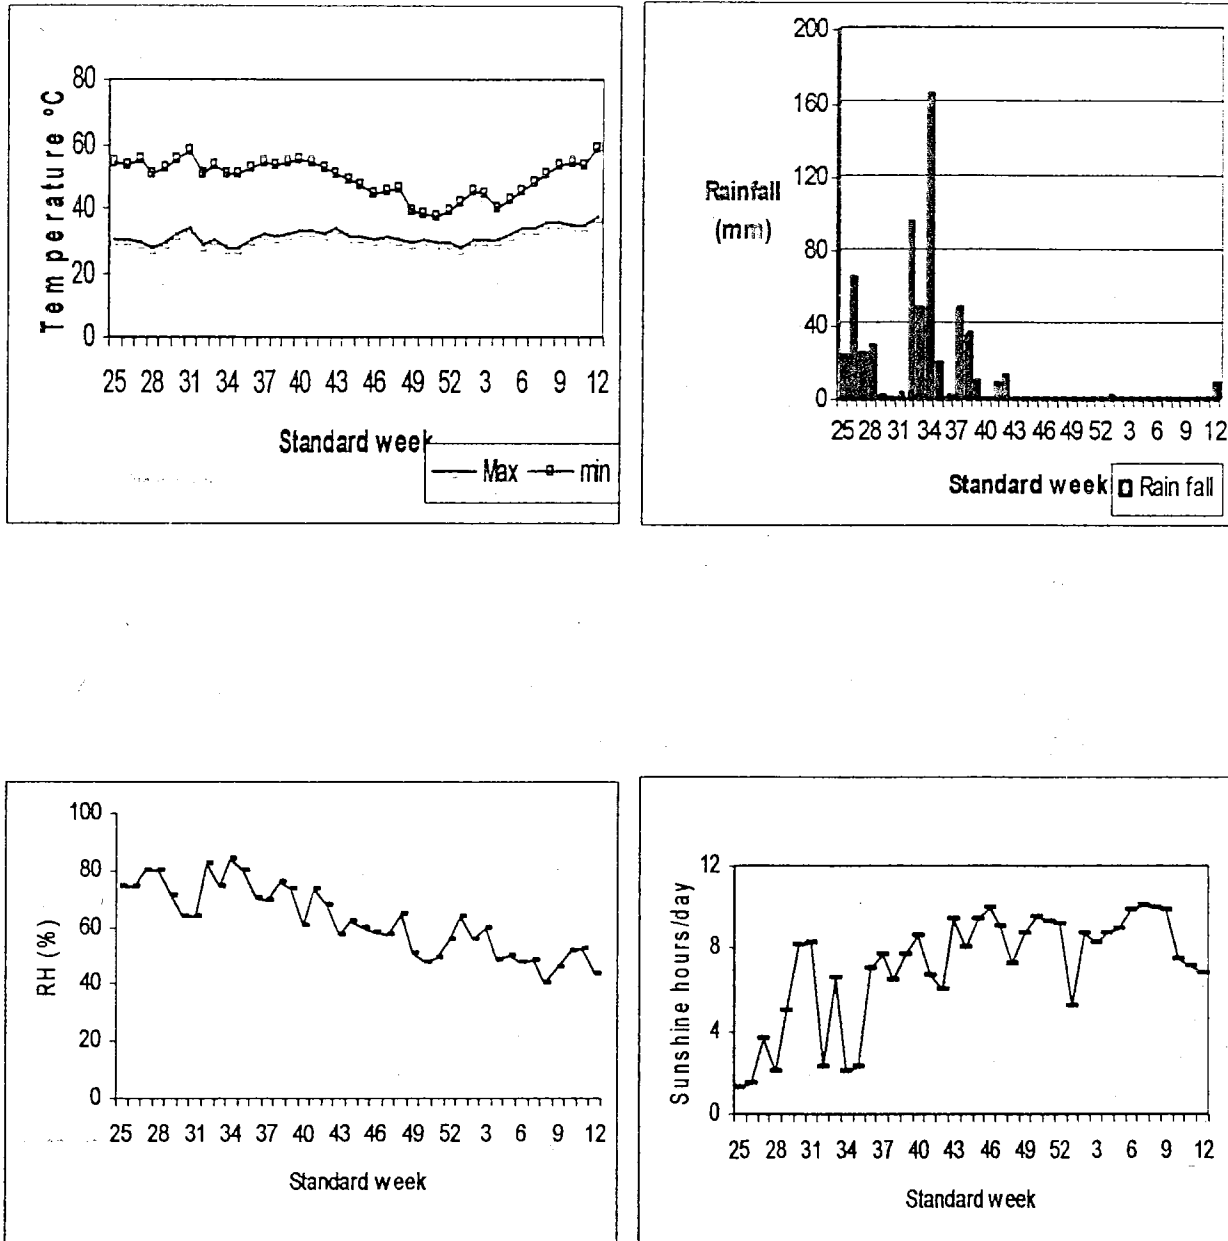 80
60
40
20
0
Temperature ºC
25 28 31 34 37 40 43 46 49 52 3 6 9 12
Standard week
Max min
200
160
120
80
40
0
Rainfall
(mm)
25 28 31 34 37 40 43 46 49 52 3 6 9 12
Standard week
Rain fall
100
80
60
40
20
0
RH (%)
25 28 31 34 37 40 43 46 49 52 3 6 9 12
Standard week
12
8
4
0
Sunshine hours/day
25 28 31 34 37 40 43 46 49 52 3 6 9 12
Standard week